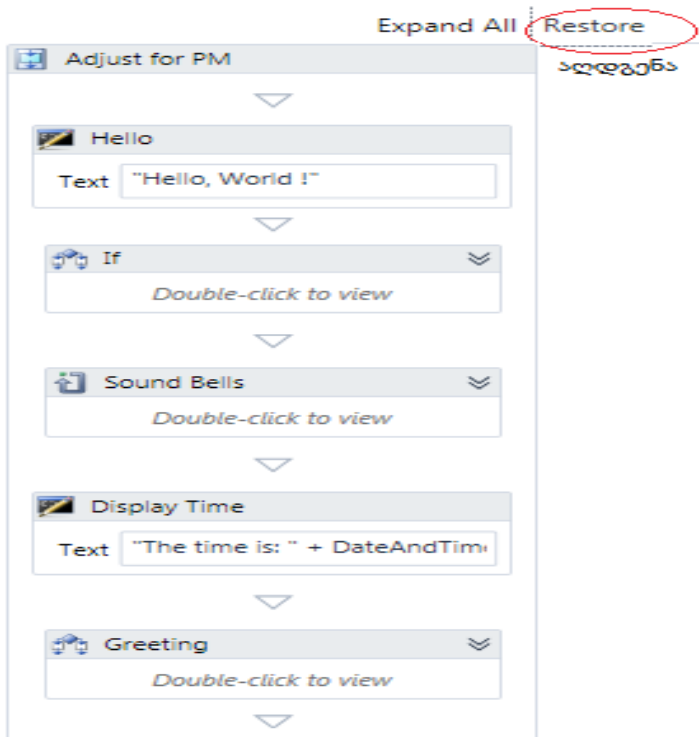 Expand All Restore
აღდგენა
Adjust for PM
Hello
Text "Hello, World !"
If
Double-click to view
Sound Bells
Double-click to view
Display Time
Text "The time is: " + DateAndTim
Greeting
Double-click to view